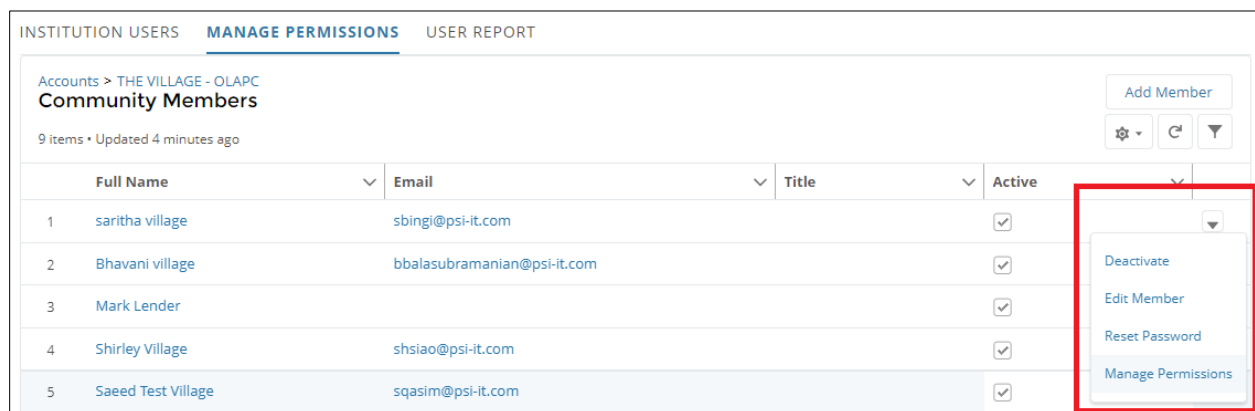 INSTITUTION USERS MANAGE PERMISSIONS USER REPORT
Accounts > THE VILLAGE - OLAPC
Community Members
Add Member
9 items • Updated 4 minutes ago
Full Name Email Title Active
1 saritha village sbingi@psi-it.com
2 Bhavani village bbalasubramanian@psi-it.com
3 Mark Lender
4 Shirley Village shsiao@psi-it.com
5 Saeed Test Village sqasim@psi-it.com
Deactivate
Edit Member
Reset Password
Manage Permissions